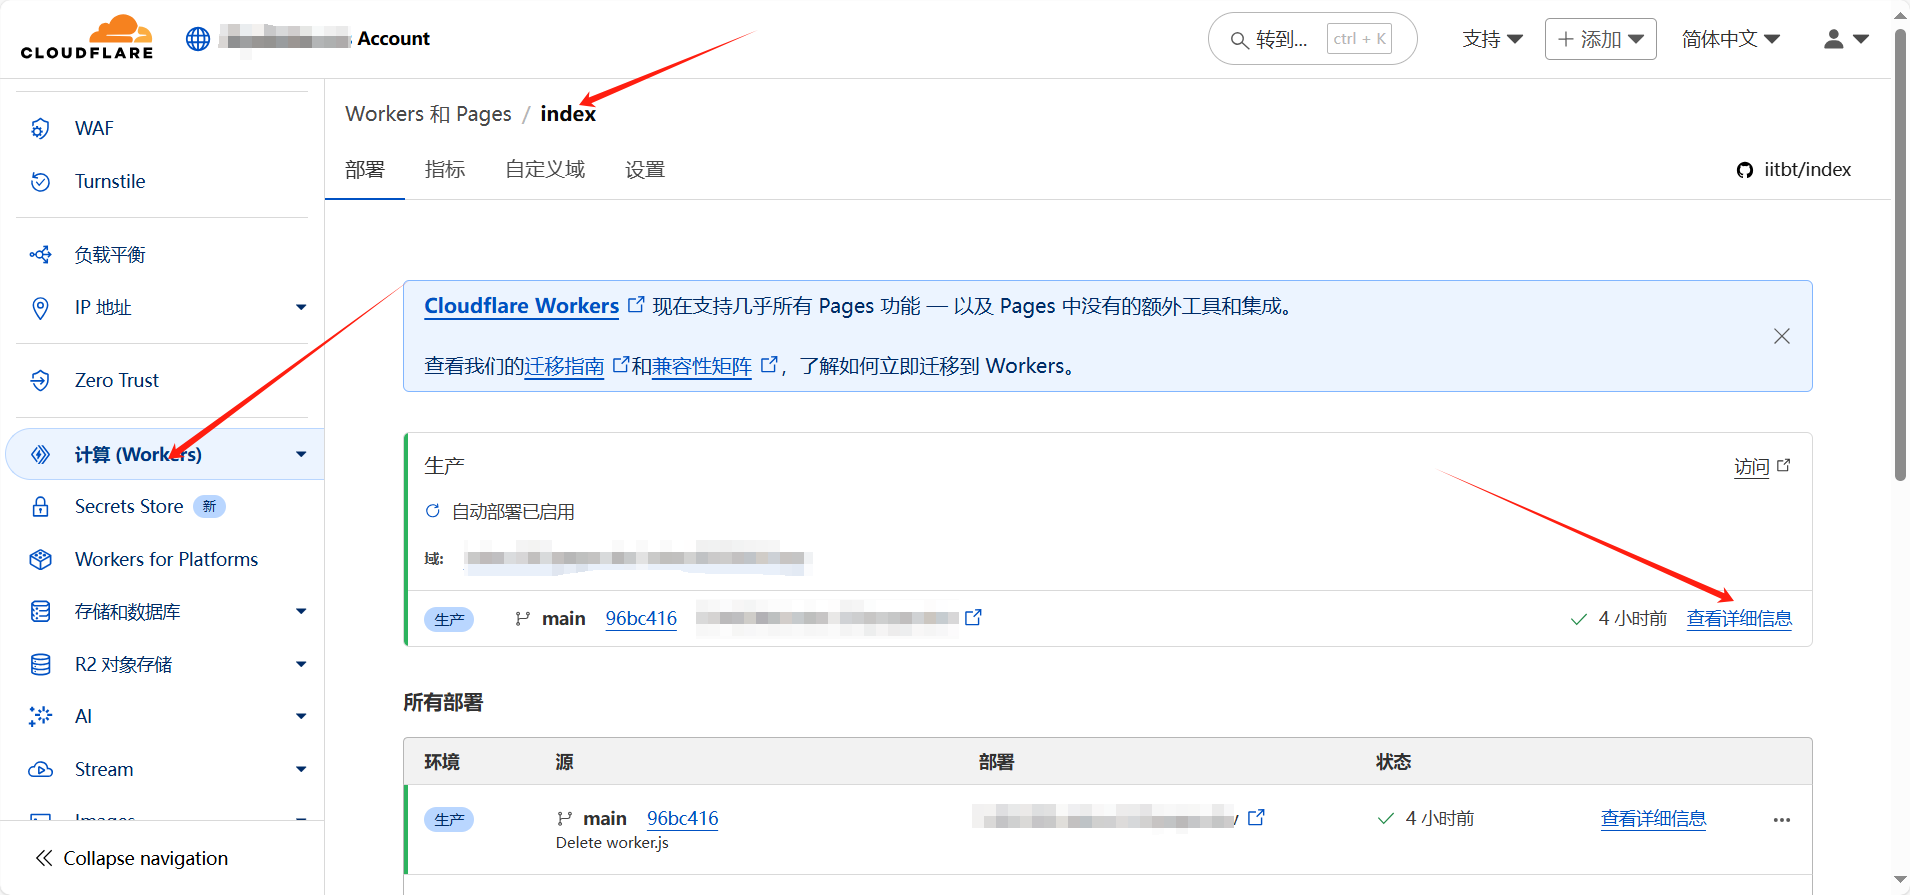 CLOUDFLARE
Account
转到...
ctrl + K
支持
添加
简体中文
WAF
Turnstile
负载平衡
IP 地址
Zero Trust
计算 (Workers)
Secrets Store 新
Workers for Platforms
存储和数据库
R2 对象存储
AI
Stream
Images
Collapse navigation
Workers 和 Pages / index
部署
指标
自定义域
设置
iitbt/index
Cloudflare Workers 现在支持几乎所有 Pages 功能 — 以及 Pages 中没有的额外工具和集成。
查看我们的迁移指南 和兼容性矩阵 ，了解如何立即迁移到 Workers。
生产
访问
自动部署已启用
域:
生产 main 96bc416 4 小时前 查看详细信息
所有部署
环境 源 部署 状态
生产 main 96bc416 4 小时前 查看详细信息 ...
Delete worker.js